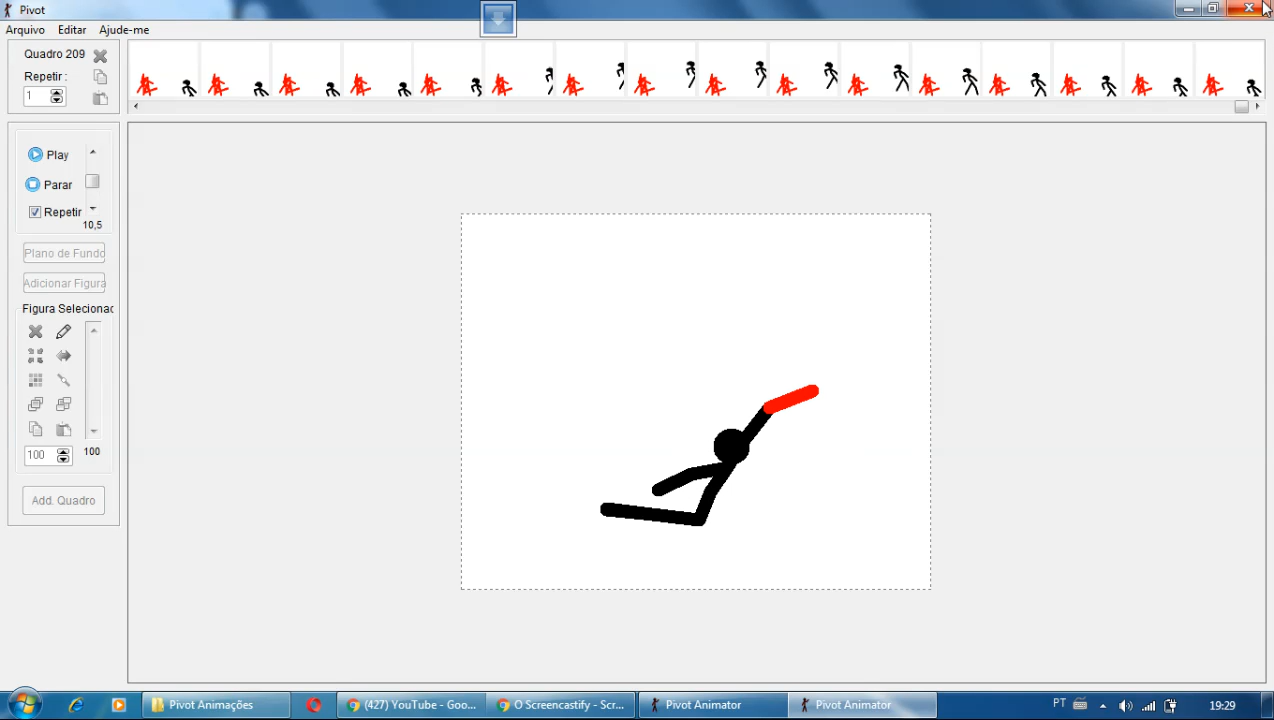 Pivot
Arquivo Editar Ajude-me
Quadro 209
Repetir :
1
Play
Parar
Repetir
10,5
Plano de Fundo
Adicionar Figura
Figura Selecionac
100 100
Add. Quadro
Pivot Animações (427) YouTube - Goo... O Screencastify - Scr... Pivot Animator Pivot Animator PT 19:29